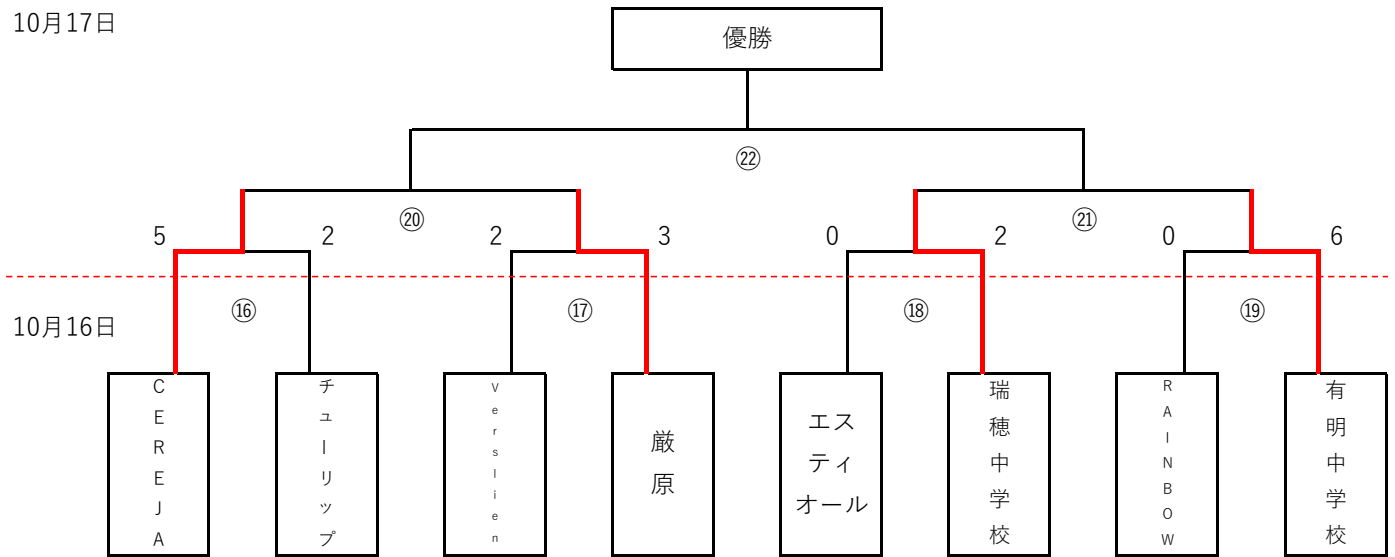 10月17日
優勝
㉒
⑳
㉑
5
2
2
3
0
2
0
6
⑯
⑰
⑱
⑲
10月16日
CEREJA
チューリップ
Verslien
厳原
エス
ティ
オール
瑞穂中学校
RAINBOW
有明中学校